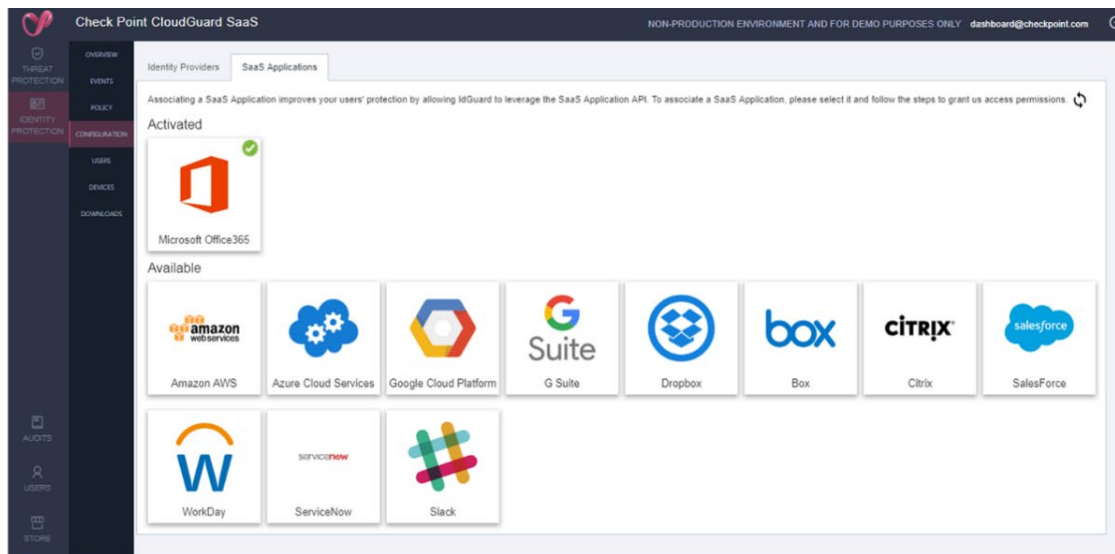 Check Point CloudGuard SaaS
NON-PRODUCTION ENVIRONMENT AND FOR DEMO PURPOSES ONLY dashboard@checkpoint.com
THREAT
PROTECTION
IDENTITY
PROTECTION
AUDITS
USERS
STORE
OVERVIEW
EVENTS
POLICY
CONFIGURATION
USERS
DEVICES
DOWNLOADS
Identity Providers SaaS Applications
Associating a SaaS Application improves your users' protection by allowing IdGuard to leverage the SaaS Application API. To associate a SaaS Application, please select it and follow the steps to grant us access permissions.
Activated
Microsoft Office365
Available
amazon
webservices
Amazon AWS
Azure Cloud Services
Google Cloud Platform
G
Suite
G Suite
Dropbox
box
Box
CITRIX
Citrix
salesforce
SalesForce
W
WorkDay
servicenow
ServiceNow
Slack